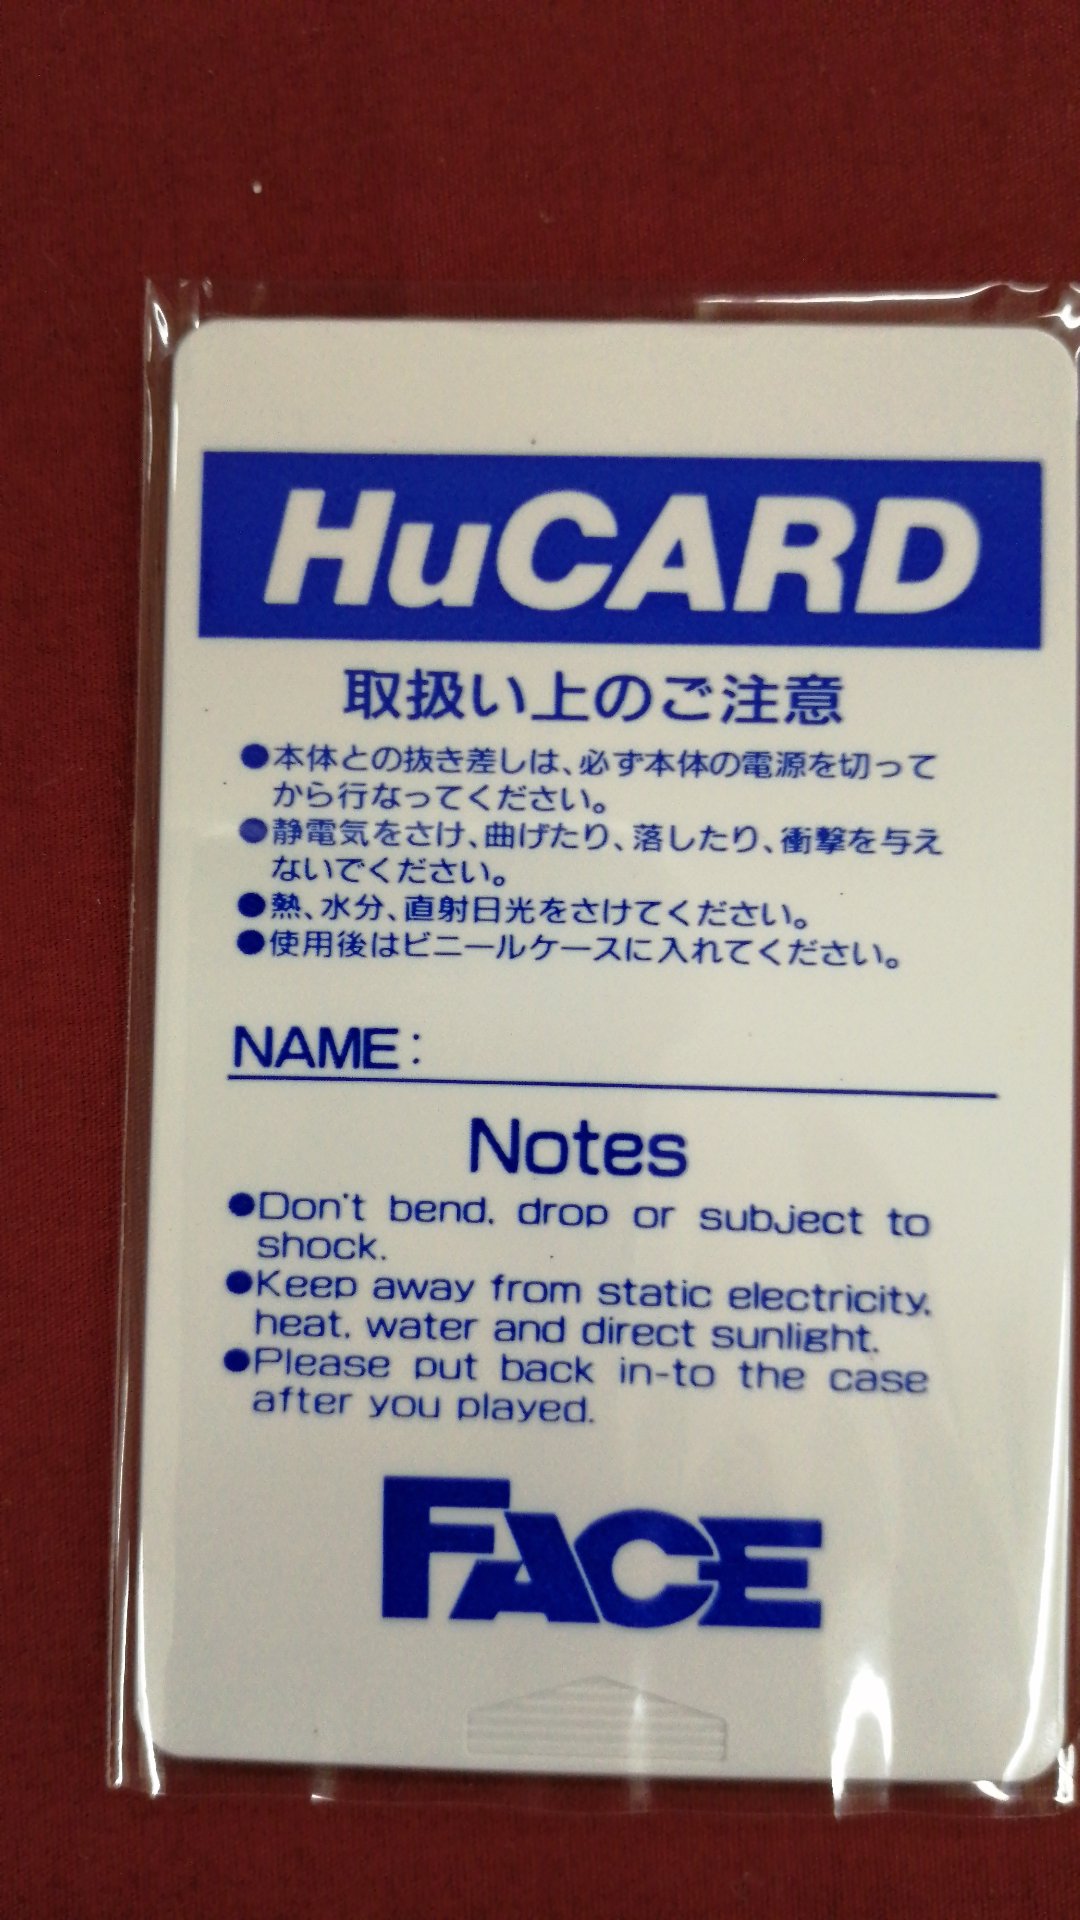 HuCARD
取扱い上のご注意
●本体との抜き差しは、必ず本体の電源を切って
から行なってください。
●静電気をさけ、曲げたり、落したり、衝撃を与え
ないでください。
●熱、水分、直射日光をさけてください。
●使用後はビニールケースに入れてください。
NAME:
Notes
●Don't bend, drop or subject to
shock.
●Keep away from static electricity,
heat, water and direct sunlight.
●Please put back in-to the case
after you played.
FACE